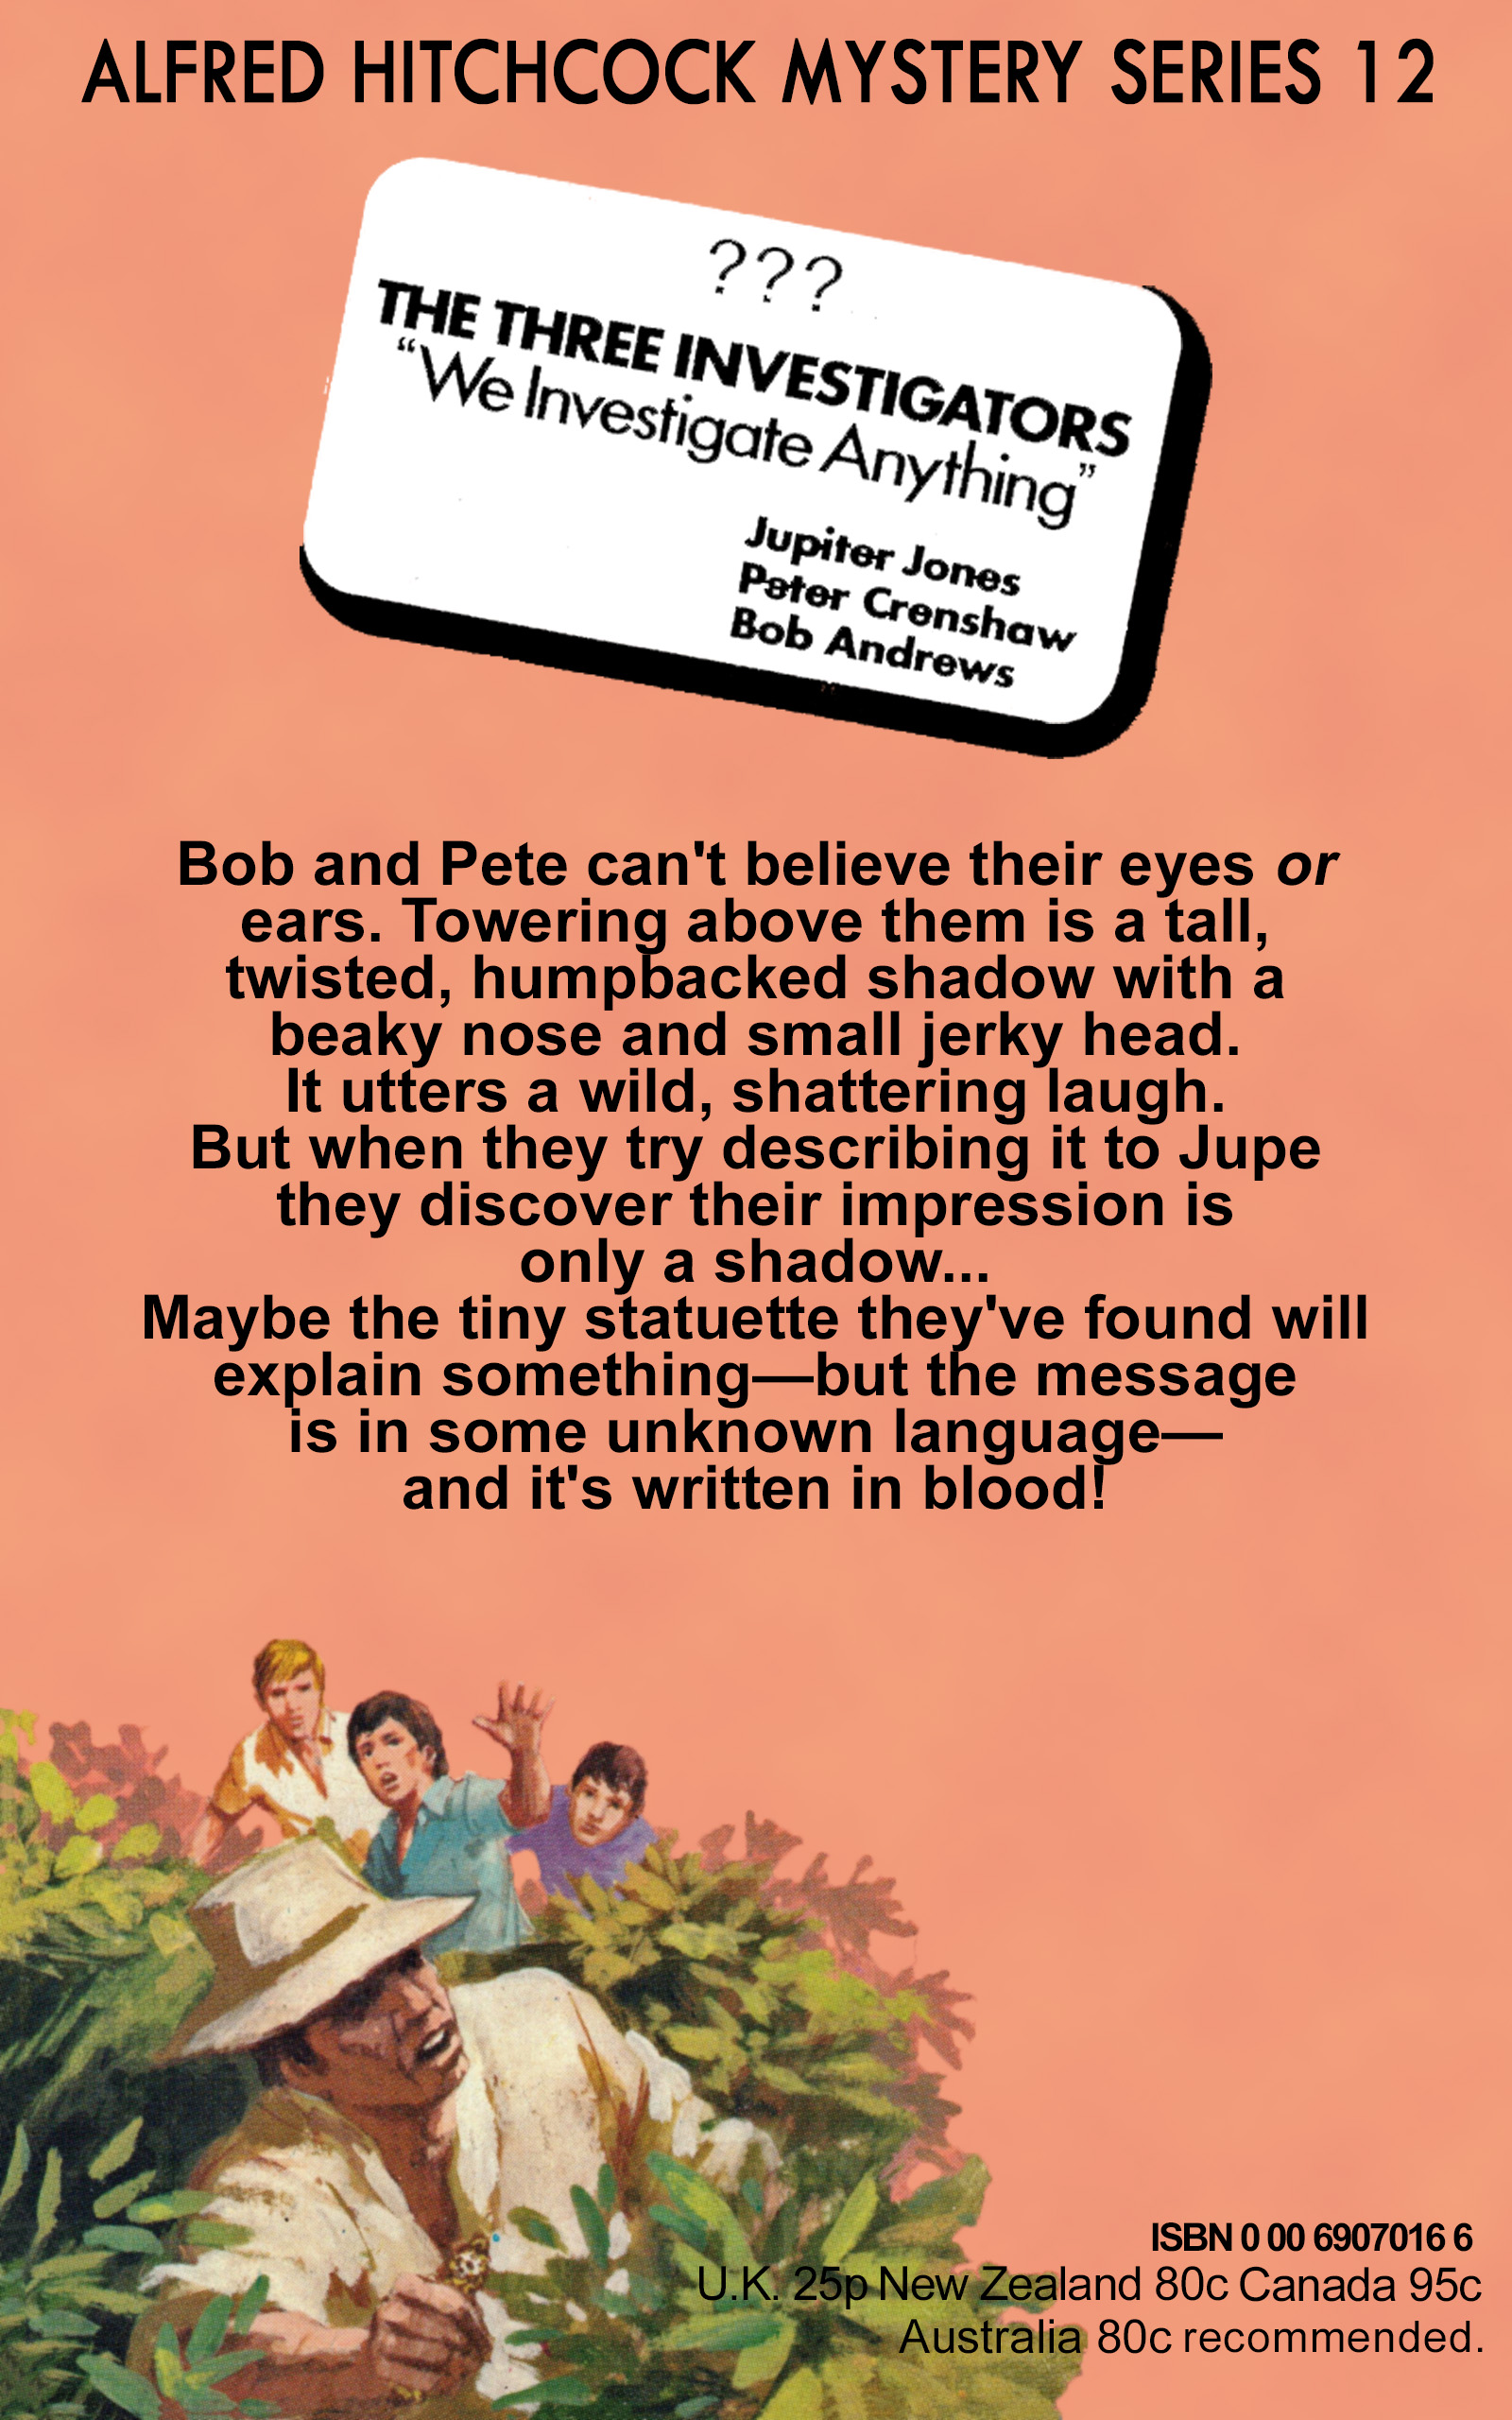 ALFRED HITCHCOCK MYSTERY SERIES 12
???
THE THREE INVESTIGATORS
“We Investigate Anything”
Jupiter Jones
Peter Crenshaw
Bob Andrews
Bob and Pete can't believe their eyes or
ears. Towering above them is a tall,
twisted, humpbacked shadow with a
beaky nose and small jerky head.
It utters a wild, shattering laugh.
But when they try describing it to Jupe
they discover their impression is
only a shadow...
Maybe the tiny statuette they've found will
explain something—but the message
is in some unknown language—
and it's written in blood!
ISBN 0 00 6907016 6
U.K. 25p New Zealand 80c Canada 95c
Australia 80c recommended.